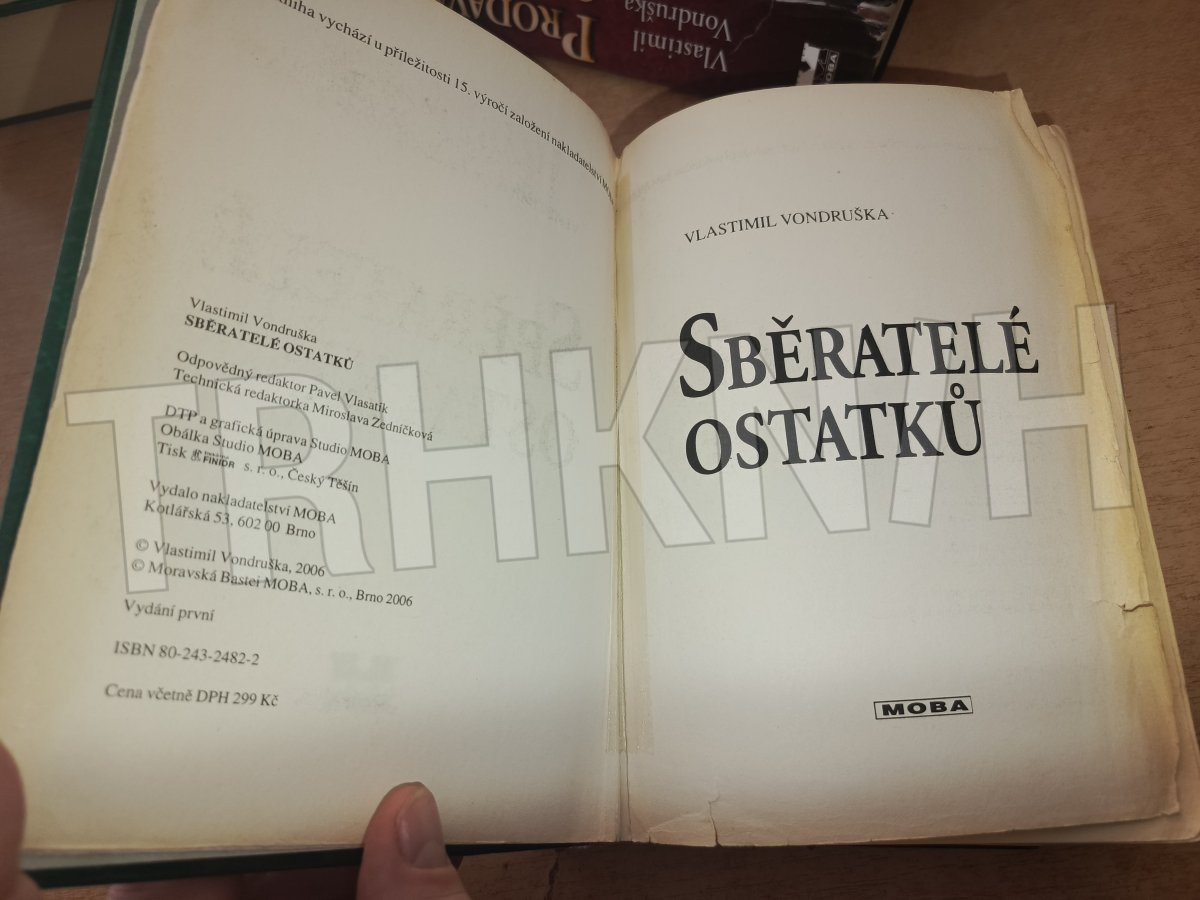 Vlastimil
Vondruška
MOBA
Kniha vychází u příležitosti 15. výročí založení nakladatelství
Vlastimil Vondruška
SBĚRATELÉ OSTATKŮ
Odpovědný redaktor Pavel Vlasatík
Technická redaktorka Miroslava Zedníčková
DTP a grafická úprava Studio MOBA
Obálka Studio MOBA
Tisk FINIDR s. r. o., Český Těšín
Vydalo nakladatelství MOBA
Kotlářská 53, 602 00 Brno
© Vlastimil Vondruška, 2006
© Moravská Bastei MOBA, s. r. o., Brno 2006
Vydání první
ISBN 80-243-2482-2
Cena včetně DPH 299 Kč
VLASTIMIL VONDRUŠKA
SBĚRATELÉ
OSTATKŮ
MOBA
TRHKNIH